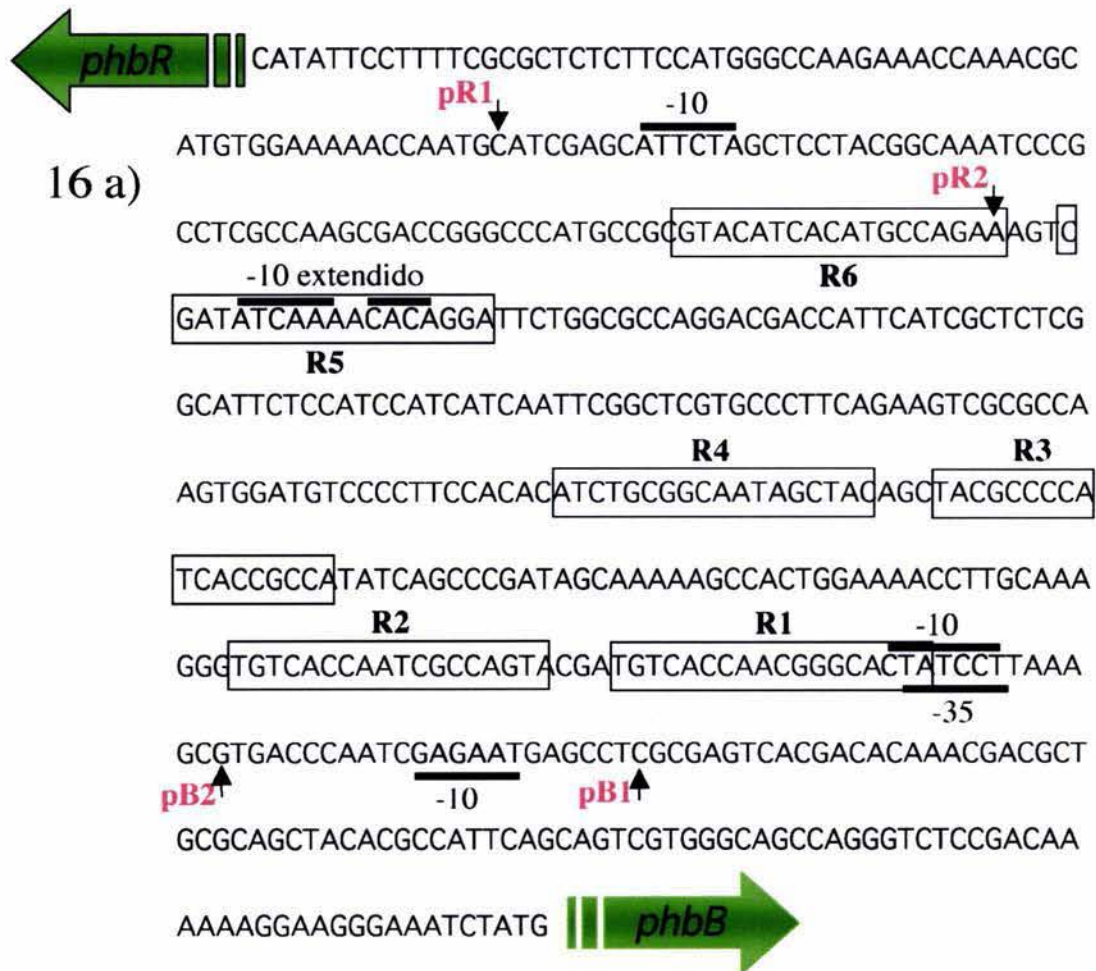 phbR CATATTCCTTTTCGCGCTCTCTTCCATGGGCCAAGAAACCAAACGC
pR1 -10
ATGTGGAAAAACCAATGCATCGAGCATTCTAGCTCCTACGGCAAATCCCG
16 a)
pR2
CCTCGCCAAGCGACCGGGCCCATGCCGCGTACATCACATGCCAGAAAGTC
-10 extendido R6
GATATCAAAACACAGGATTCTGGCGCCAGGACGACCATTCATCGCTCTCG
R5
GCATTCTCCATCCATCATCAATTCGGCTCGTGCCCTTCAGAAGTCGCGCCA
R4 R3
AGTGGATGTCCCCTTCCACACATCTGCGGCAATAGCTACAGCTACGCCCCA
TCACCGCCATATCAGCCCGATAGCAAAAAGCCACTGGAAAACCTTGCAAA
R2 R1 -10
GGGTGTCACCAATCGCCAGTACGATGTCACCAACGGGCACTATCCTTAAA
-35
GCGTGACCCAATCGAGAATGAGCCTCGCGAGTCACGACACAAACGACGCT
pB2 -10 pB1
GCGCAGCTACACGCCATTCAGCAGTCGTGGGCAGCCAGGGTCTCCGACAA
AAAAGGAAGGGAAATCTATG phbB